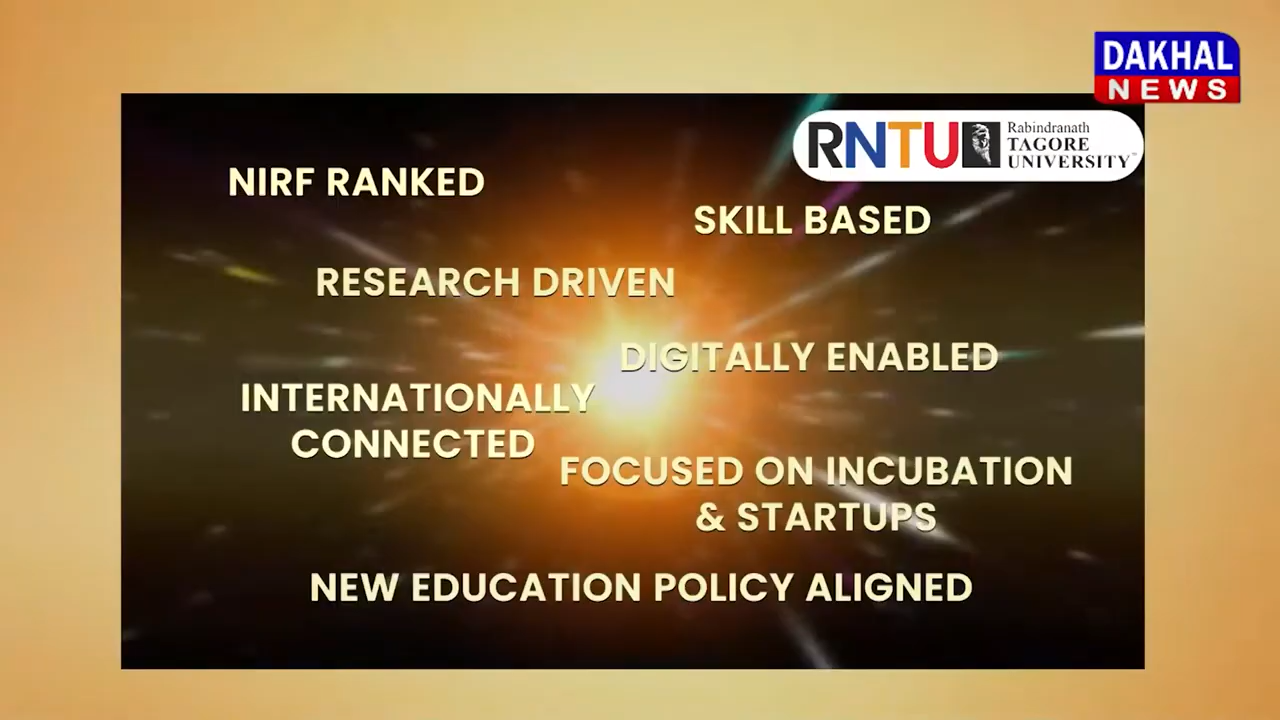 DAKHAL
NEWS
RNTU
Rabindranath
TAGORE
UNIVERSITY
NIRF RANKED
SKILL BASED
RESEARCH DRIVEN
DIGITALLY ENABLED
INTERNATIONALLY
CONNECTED
FOCUSED ON INCUBATION
& STARTUPS
NEW EDUCATION POLICY ALIGNED